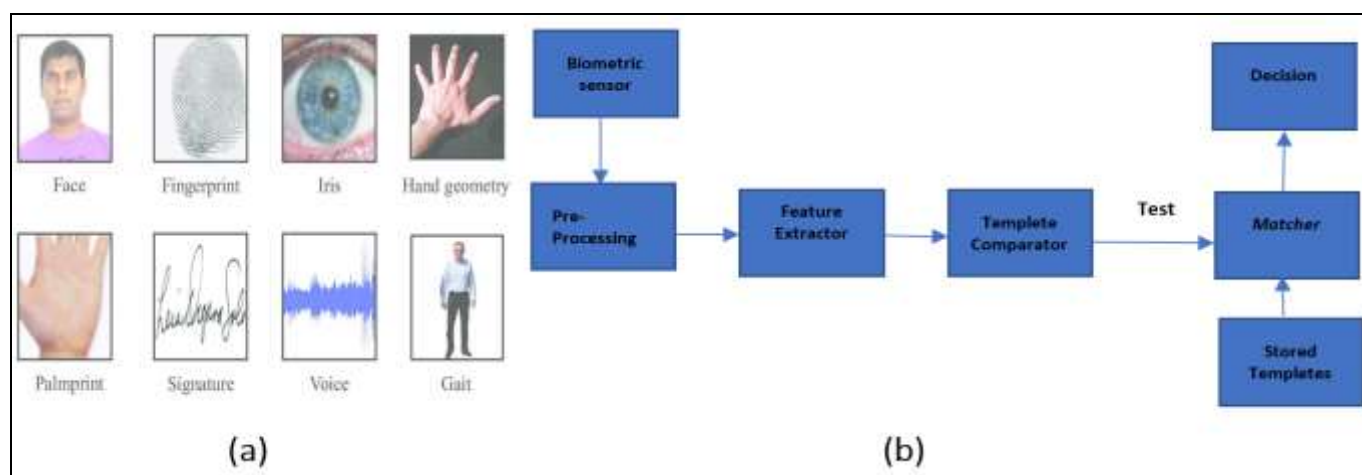 Face
Fingerprint
Iris
Hand geometry
Palmprint
Signature
Voice
Gait
(a)
Biometric
sensor
Pre-
Processing
Feature
Extractor
Templete
Comparator
Test
Matcher
Decision
Stored
Templetes
(b)